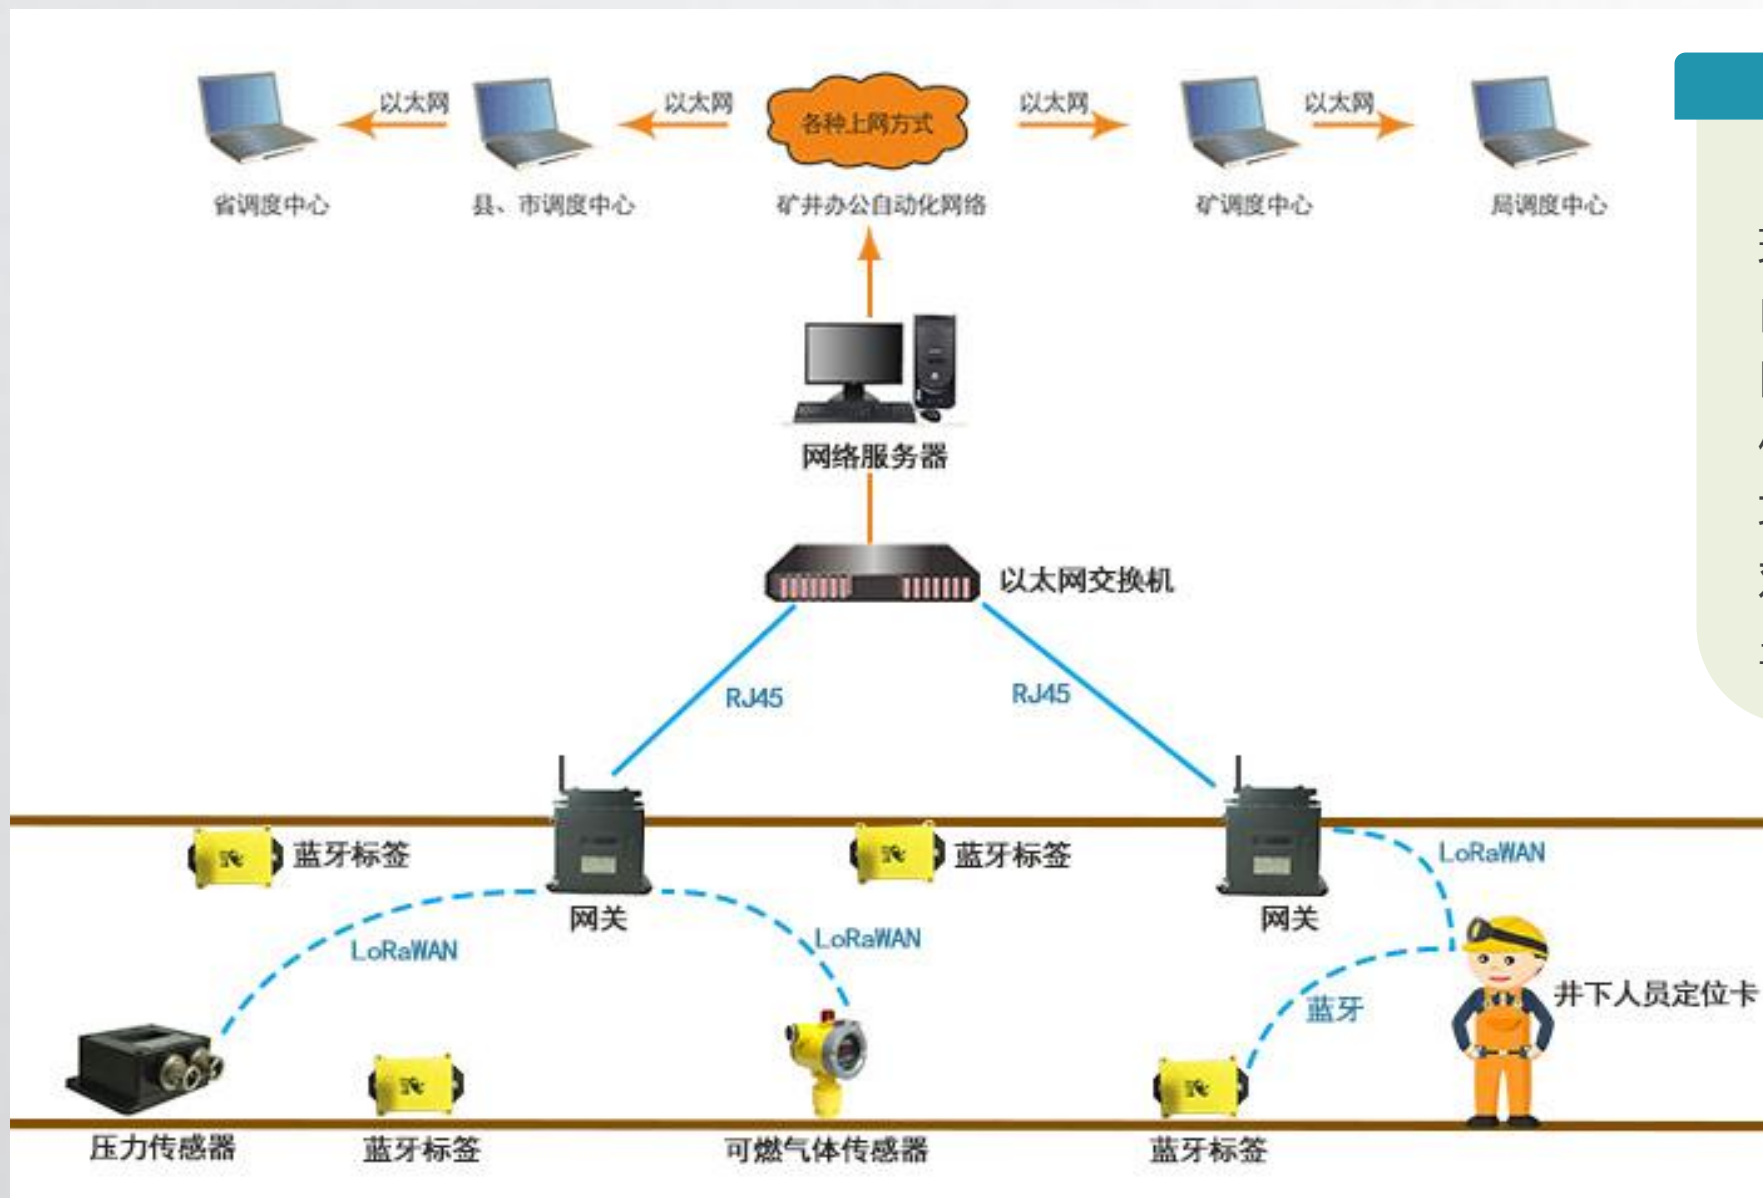 以太网
以太网
各种上网方式
以太网
以太网
省调度中心
县、市调度中心
矿井办公自动化网络
矿调度中心
局调度中心
网络服务器
以太网交换机
RJ45
RJ45
蓝牙标签
蓝牙标签
LoRaWAN
网关
网关
LoRaWAN
LoRaWAN
蓝牙
井下人员定位卡
压力传感器
蓝牙标签
可燃气体传感器
蓝牙标签